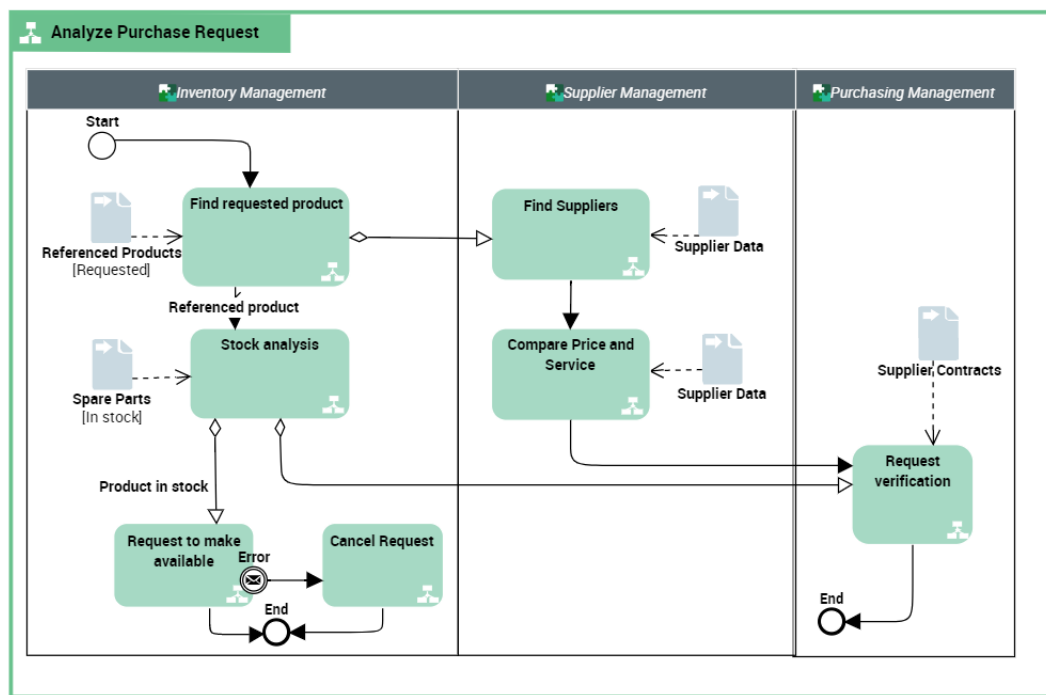 Analyze Purchase Request
Inventory Management
Supplier Management
Purchasing Management
Start
Find requested product
Referenced Products
[Requested]
Find Suppliers
Supplier Data
Referenced product
Stock analysis
Spare Parts
[In stock]
Compare Price and
Service
Supplier Data
Supplier Contracts
Request
verification
Product in stock
Request to make
available
Error
Cancel Request
End
End